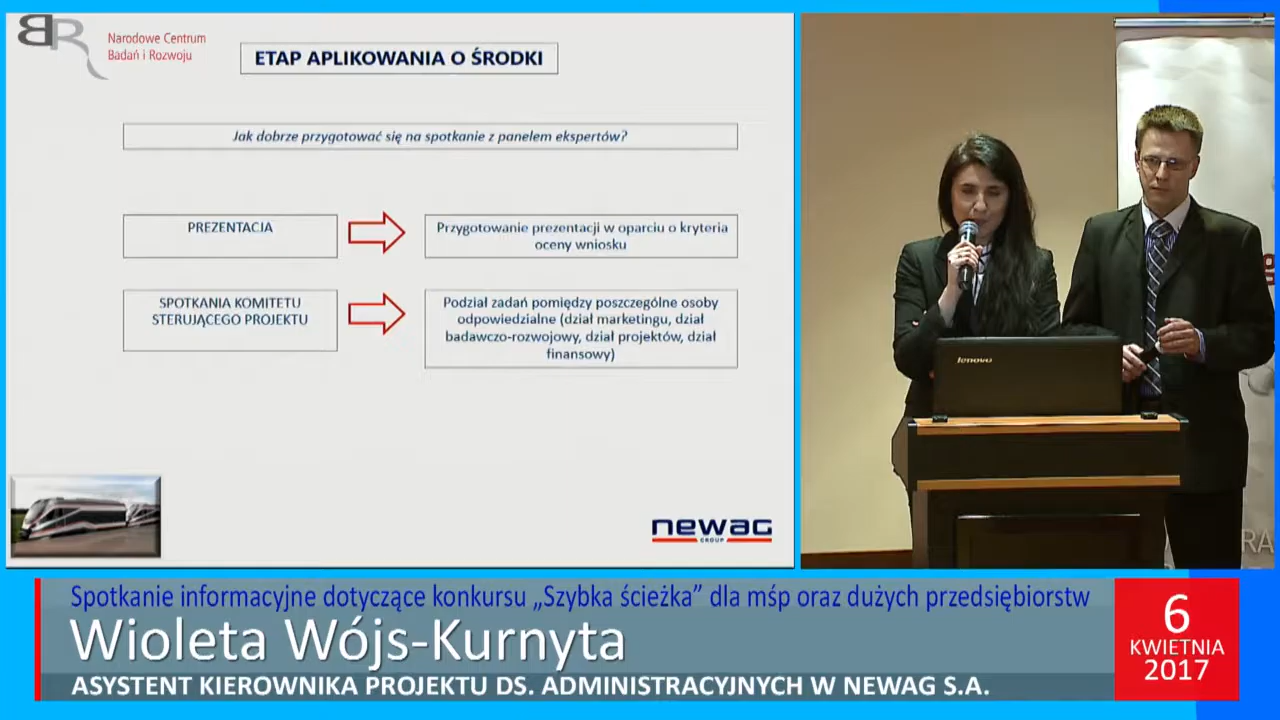 BR
Narodowe Centrum
Badań i Rozwoju
ETAP APLIKOWANIA O ŚRODKI
Jak dobrze przygotować się na spotkanie z panelem ekspertów?
PREZENTACJA
Przygotowanie prezentacji w oparciu o kryteria
oceny wniosku
SPOTKANIA KOMITETU
STERUJĄCEGO PROJEKTU
Podział zadań pomiędzy poszczególne osoby
odpowiedzialne (dział marketingu, dział
badawczo-rozwojowy, dział projektów, dział
finansowy)
newag
GROUP
lenovo
RA
Spotkanie informacyjne dotyczące konkursu „Szybka ścieżka” dla mśp oraz dużych przedsiębiorstw
Wioleta Wójs-Kurnyta
ASYSTENT KIEROWNIKA PROJEKTU DS. ADMINISTRACYJNYCH W NEWAG S.A.
6
KWIETNIA
2017